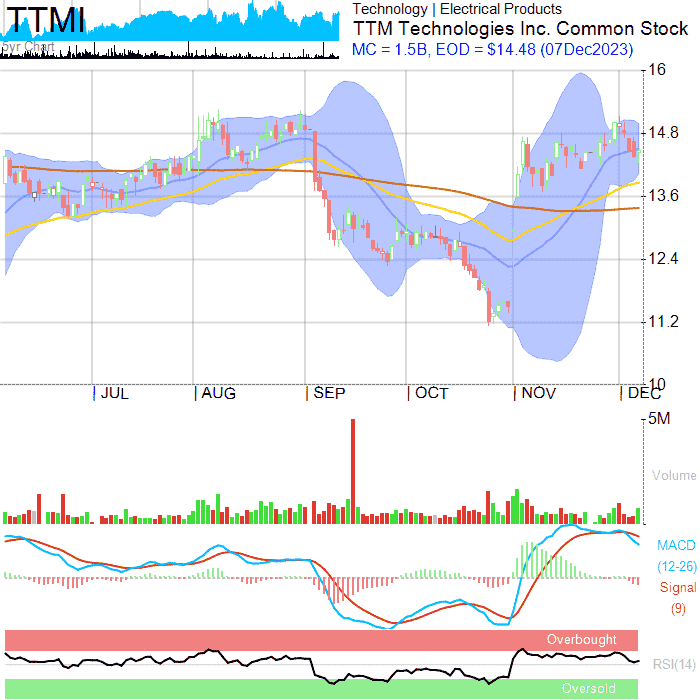 TTMI
5yr Chart
Technology | Electrical Products
TTM Technologies Inc. Common Stock
MC = 1.5B, EOD = $14.48 (07Dec2023)
16
14.8
13.6
12.4
11.2
10
JUL
AUG
SEP
OCT
NOV
DEC
5M
Volume
MACD
(12-26)
Signal
(9)
Overbought
RSI(14)
Oversold